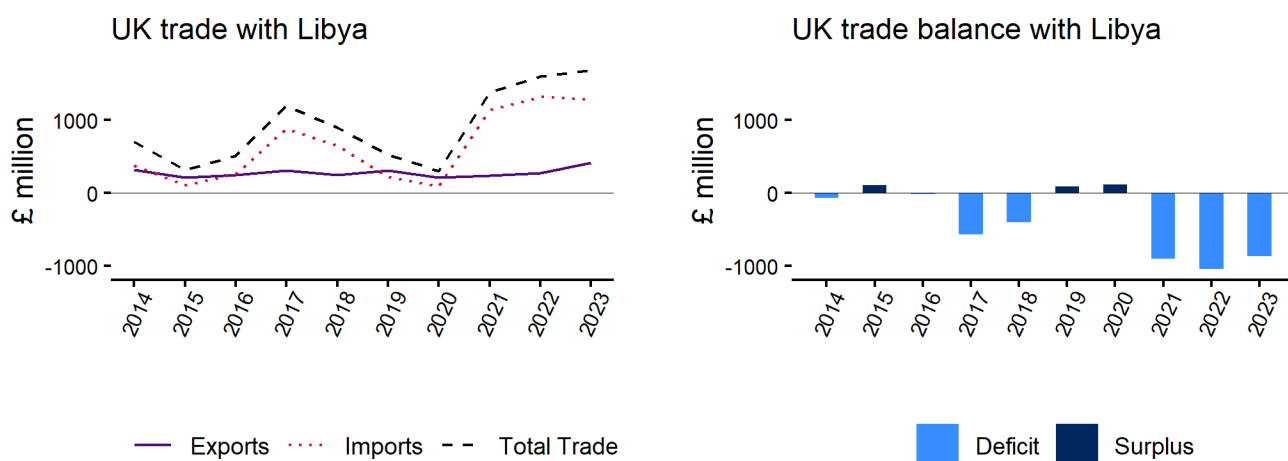 UK trade with Libya
£ million
1000
0
-1000
2014
2015
2016
2017
2018
2019
2020
2021
2022
2023
Exports
Imports
Total Trade
UK trade balance with Libya
£ million
1000
0
-1000
2014
2015
2016
2017
2018
2019
2020
2021
2022
2023
Deficit
Surplus